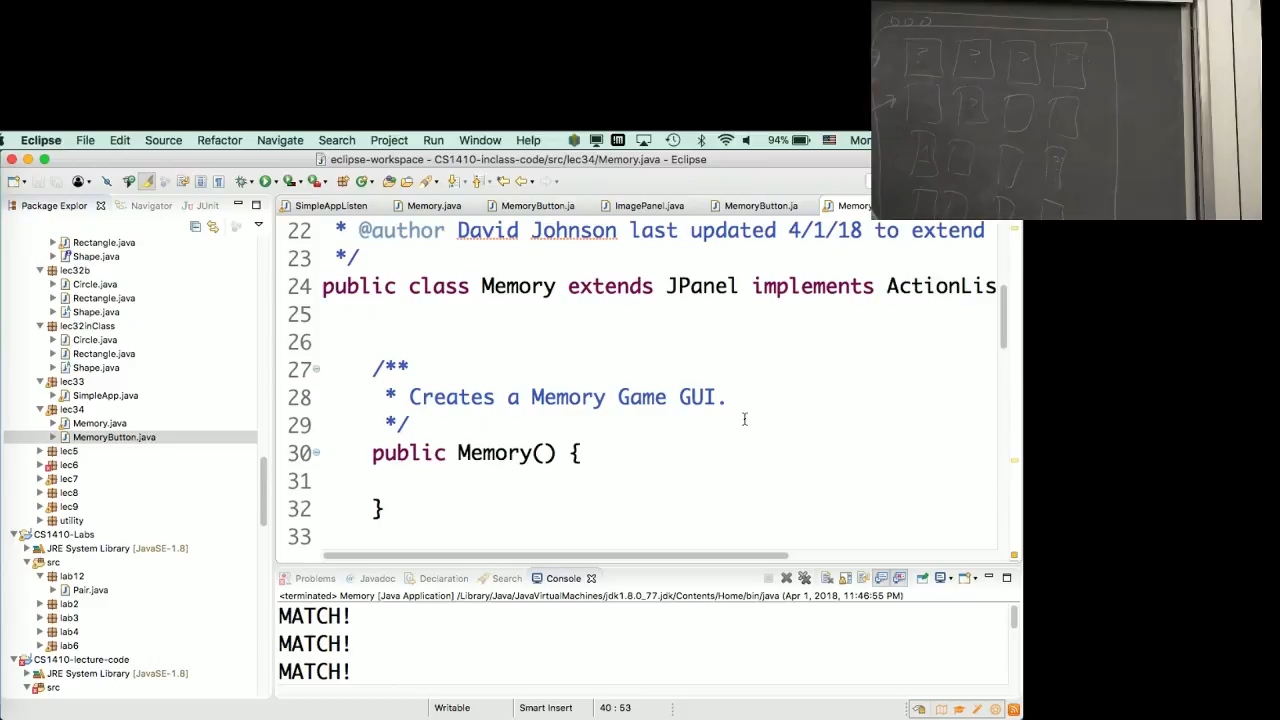 Eclipse File Edit Source Refactor Navigate Search Project Run Window Help 94% Mo
eclipse-workspace - CS1410-inclass-code/src/lec34/Memory.java - Eclipse
Package Explor Navigator JUnit
SimpleAppListen Memory.java MemoryButton.ja ImagePanel.java MemoryButton.ja Memory
Rectangle.java
Shape.java
lec32b
Circle.java
Rectangle.java
Shape.java
lec32inClass
Circle.java
Rectangle.java
Shape.java
lec33
SimpleApp.java
lec34
Memory.java
MemoryButton.java
lec5
lec6
lec7
lec8
lec9
utility
CS1410-Labs
JRE System Library [JavaSE-1.8]
src
lab12
Pair.java
lab2
lab3
lab4
lab6
CS1410-lecture-code
JRE System Library [JavaSE-1.8]
src
22 * @author David Johnson last updated 4/1/18 to extend
23 */
24 public class Memory extends JPanel implements ActionLis
25
26
27 /**
28 * Creates a Memory Game GUI.
29 */
30 public Memory() {
31
32 }
33
Problems Javadoc Declaration Search Console
<terminated> Memory [Java Application] /Library/Java/JavaVirtualMachines/jdk1.8.0_77.jdk/Contents/Home/bin/java (Apr 1, 2018, 11:46:55 PM)
MATCH!
MATCH!
MATCH!
Writable Smart Insert 40 : 53